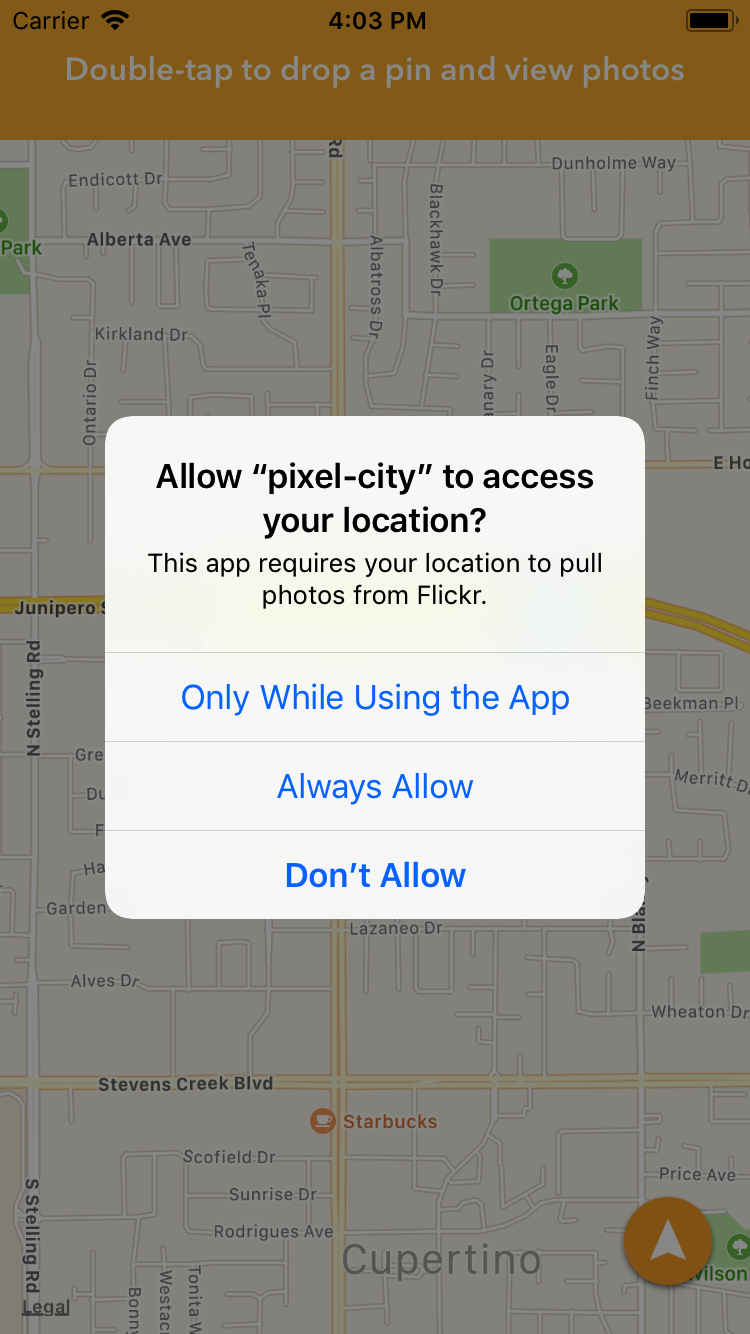 Carrier 4:03 PM
Double-tap to drop a pin and view photos
Rd
Dunholme Way
Endicott Dr
Park
Alberta Ave
Tenaka Pl
Albatross Dr
Blackhawk Dr
Ortega Park
Kirkland Dr
Ontario Dr
anary Dr
Eagle Dr
Finch Way
E Ho
Allow “pixel-city” to access
your location?
This app requires your location to pull
photos from Flickr.
Only While Using the App
Always Allow
Don’t Allow
Junipero S
N Stelling Rd
Beekman Pl
Gre
Merritt D
Du
F
Ha
Garden
N Bla
Lazaneo Dr
Alves Dr
Wheaton Dr
Stevens Creek Blvd
Starbucks
Scofield Dr
Price Ave
Sunrise Dr
S Stelling Rd
Rodrigues Ave
Cupertino
Wilson
Bonny
Westac
Tonita W
Legal